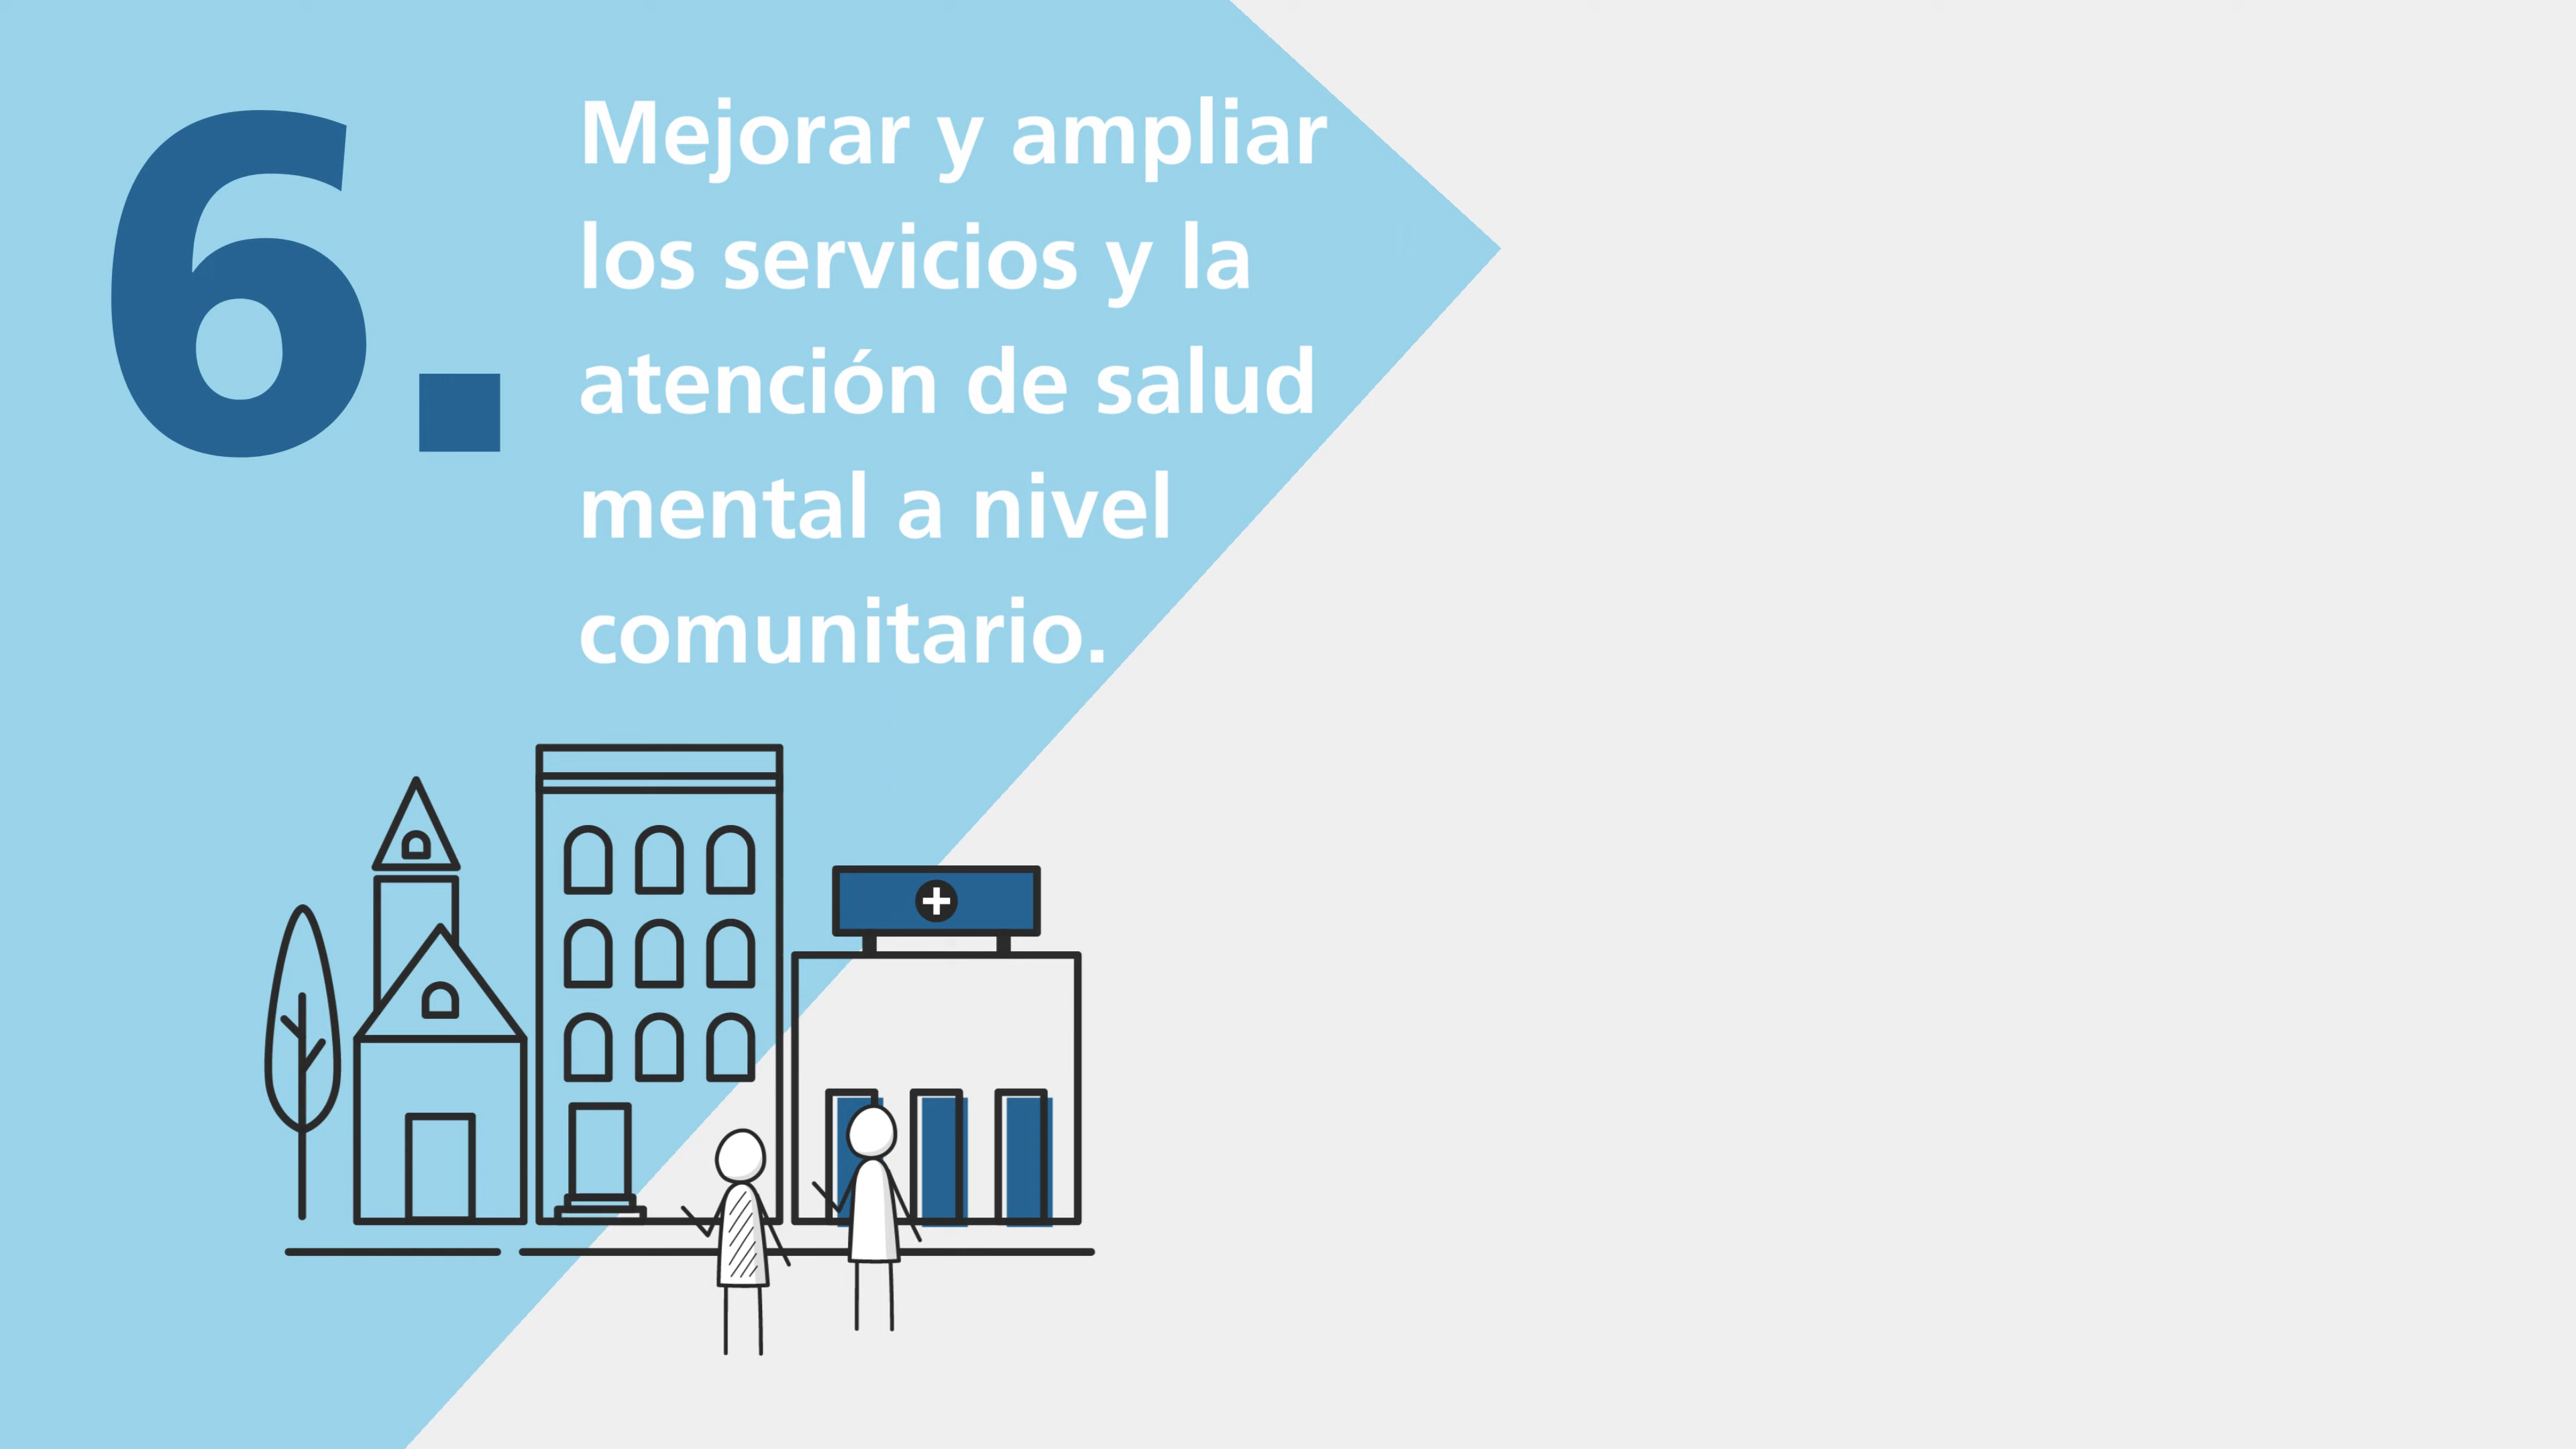 6.
Mejorar y ampliar
los servicios y la
atención de salud
mental a nivel
comunitario.